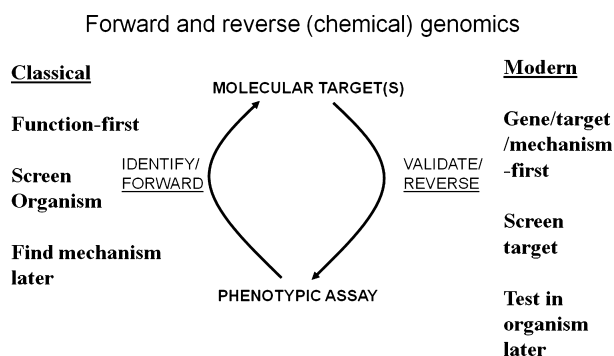 Forward and reverse (chemical) genomics
Classical
Function-first
Screen
Organism
Find mechanism
later
MOLECULAR TARGET(S)
IDENTIFY/
FORWARD
VALIDATE/
REVERSE
PHENOTYPIC ASSAY
Modern
Gene/target
/mechanism
-first
Screen
target
Test in
organism
later